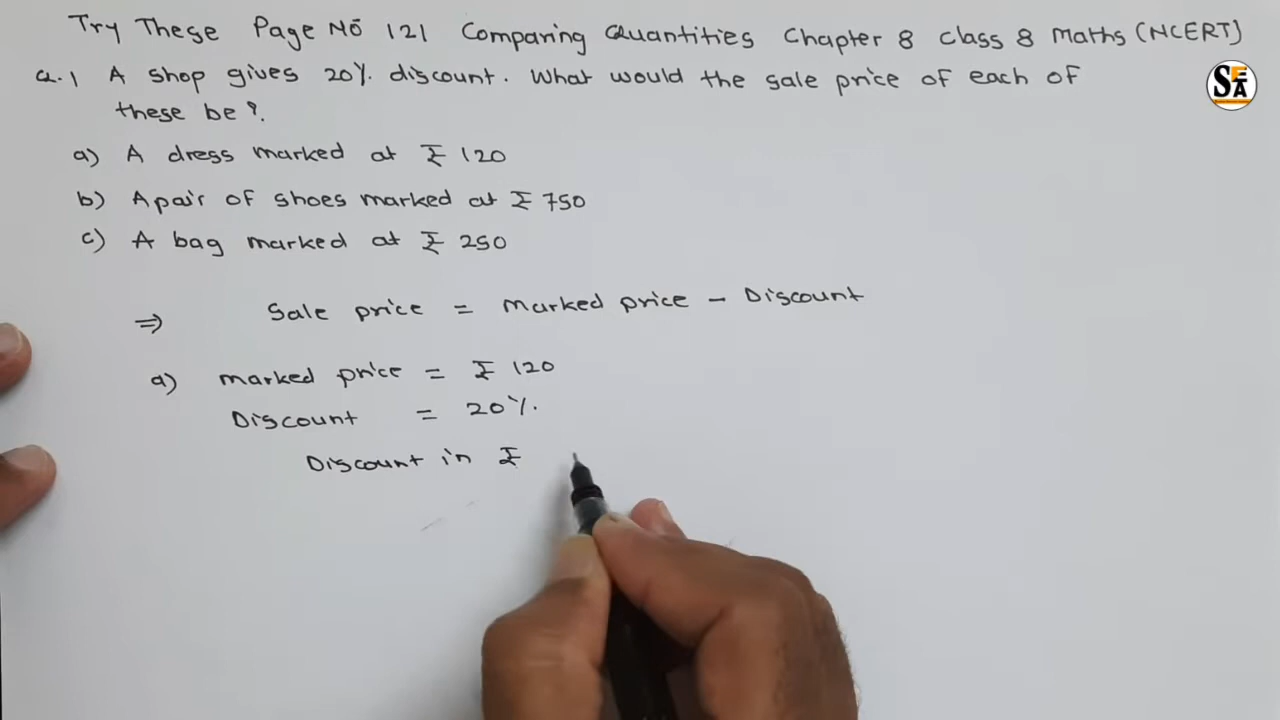 Try These Page No 121 Comparing Quantities Chapter 8 Class 8 Maths (NCERT)
Q.1 A shop gives 20% discount. What would the sale price of each of
these be?
a) A dress marked at ₹ 120
b) A pair of shoes marked at ₹ 750
c) A bag marked at ₹ 250
⇒ Sale price = Marked price - Discount
a) marked price = ₹ 120
Discount = 20%.
Discount in ₹